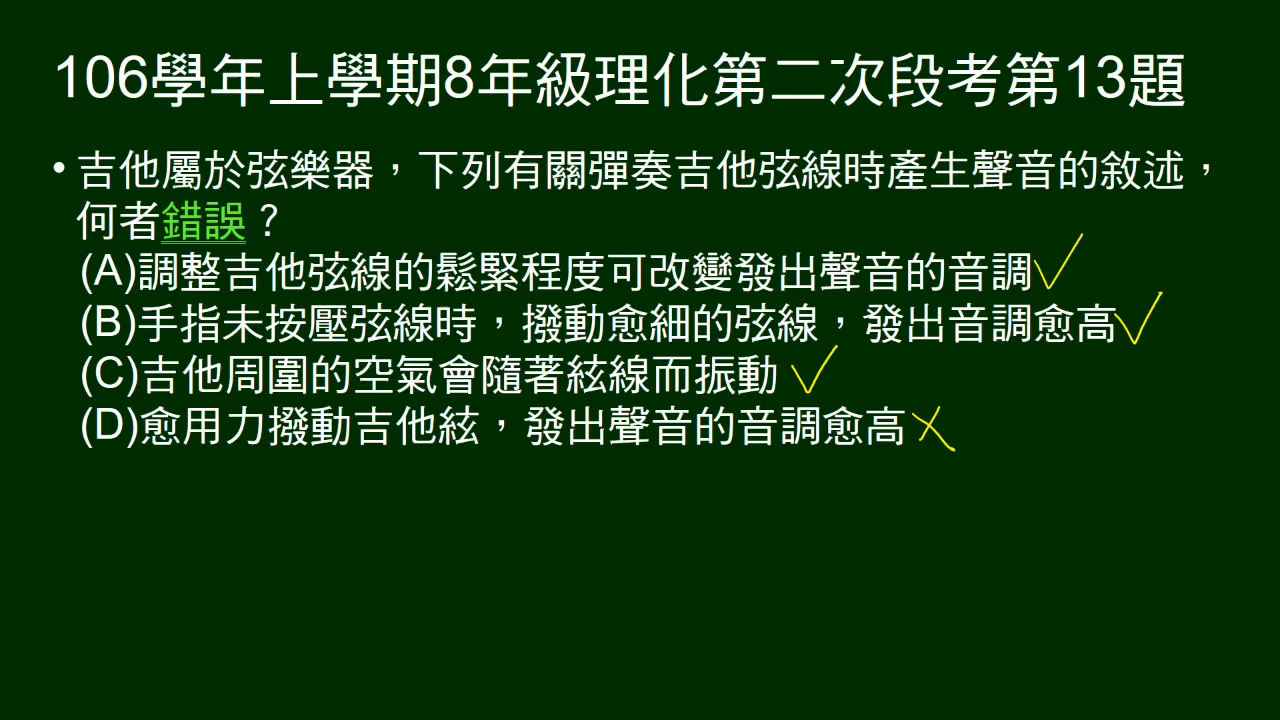 106學年上學期8年級理化第二次段考第13題
• 吉他屬於弦樂器，下列有關彈奏吉他弦線時產生聲音的敘述，
何者錯誤？
(A)調整吉他弦線的鬆緊程度可改變發出聲音的音調✓
(B)手指未按壓弦線時，撥動愈細的弦線，發出音調愈高✓
(C)吉他周圍的空氣會隨著絃線而振動 ✓
(D)愈用力撥動吉他絃，發出聲音的音調愈高✗